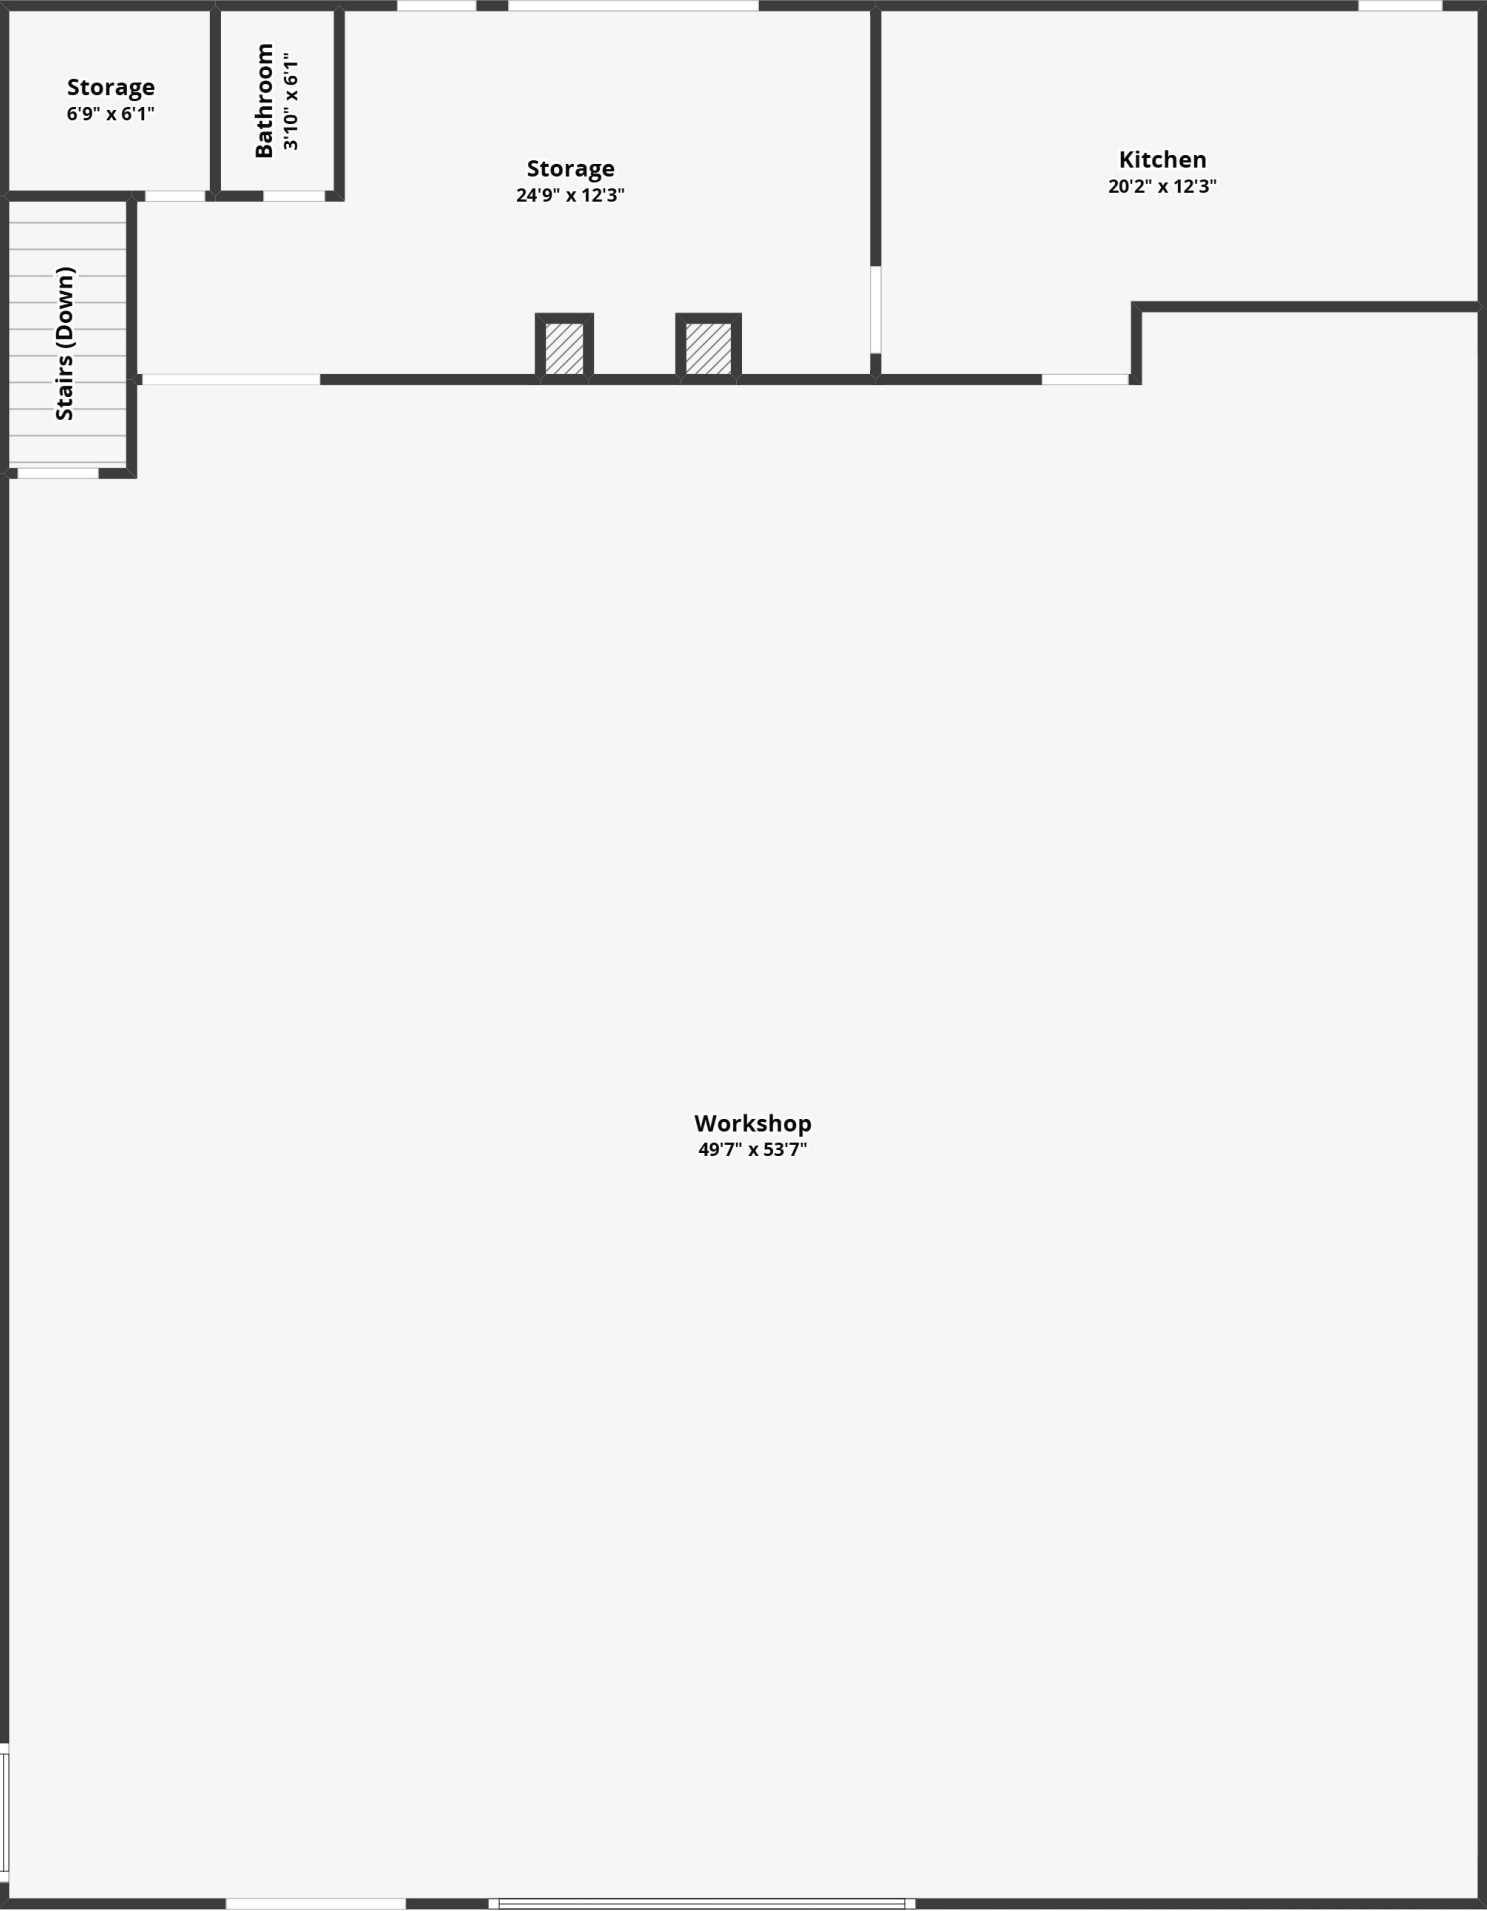 Storage
6'9" x 6'1"
Bathroom
3'10" x 6'1"
Storage
24'9" x 12'3"
Kitchen
20'2" x 12'3"
Stairs (Down)
Workshop
49'7" x 53'7"